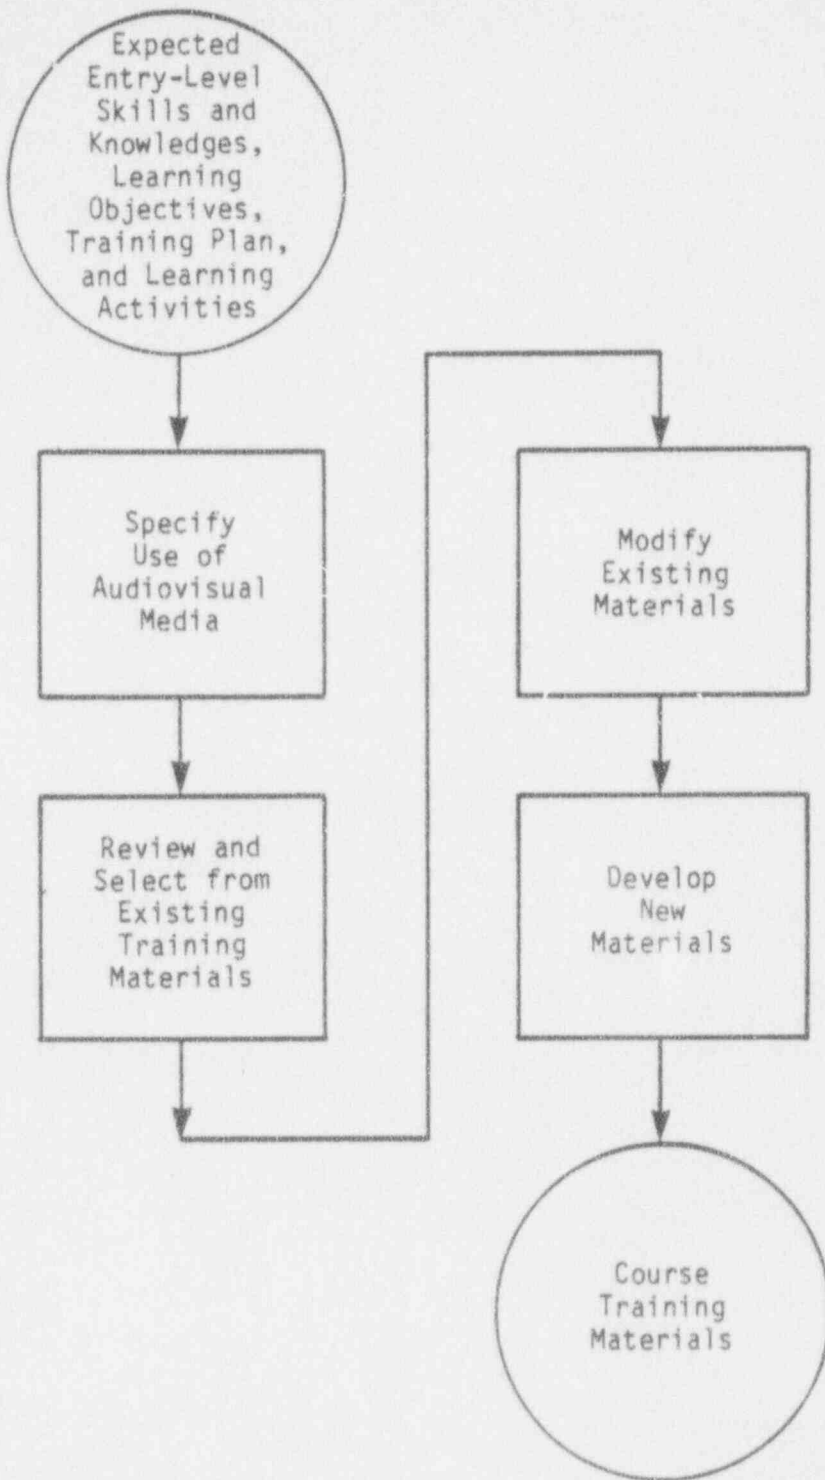 Expected
Entry-Level
Skills and
Knowledges,
Learning
Objectives,
Training Plan,
and Learning
Activities
Specify
Use of
Audiovisual
Media
Review and
Select from
Existing
Training
Materials
Modify
Existing
Materials
Develop
New
Materials
Course
Training
Materials